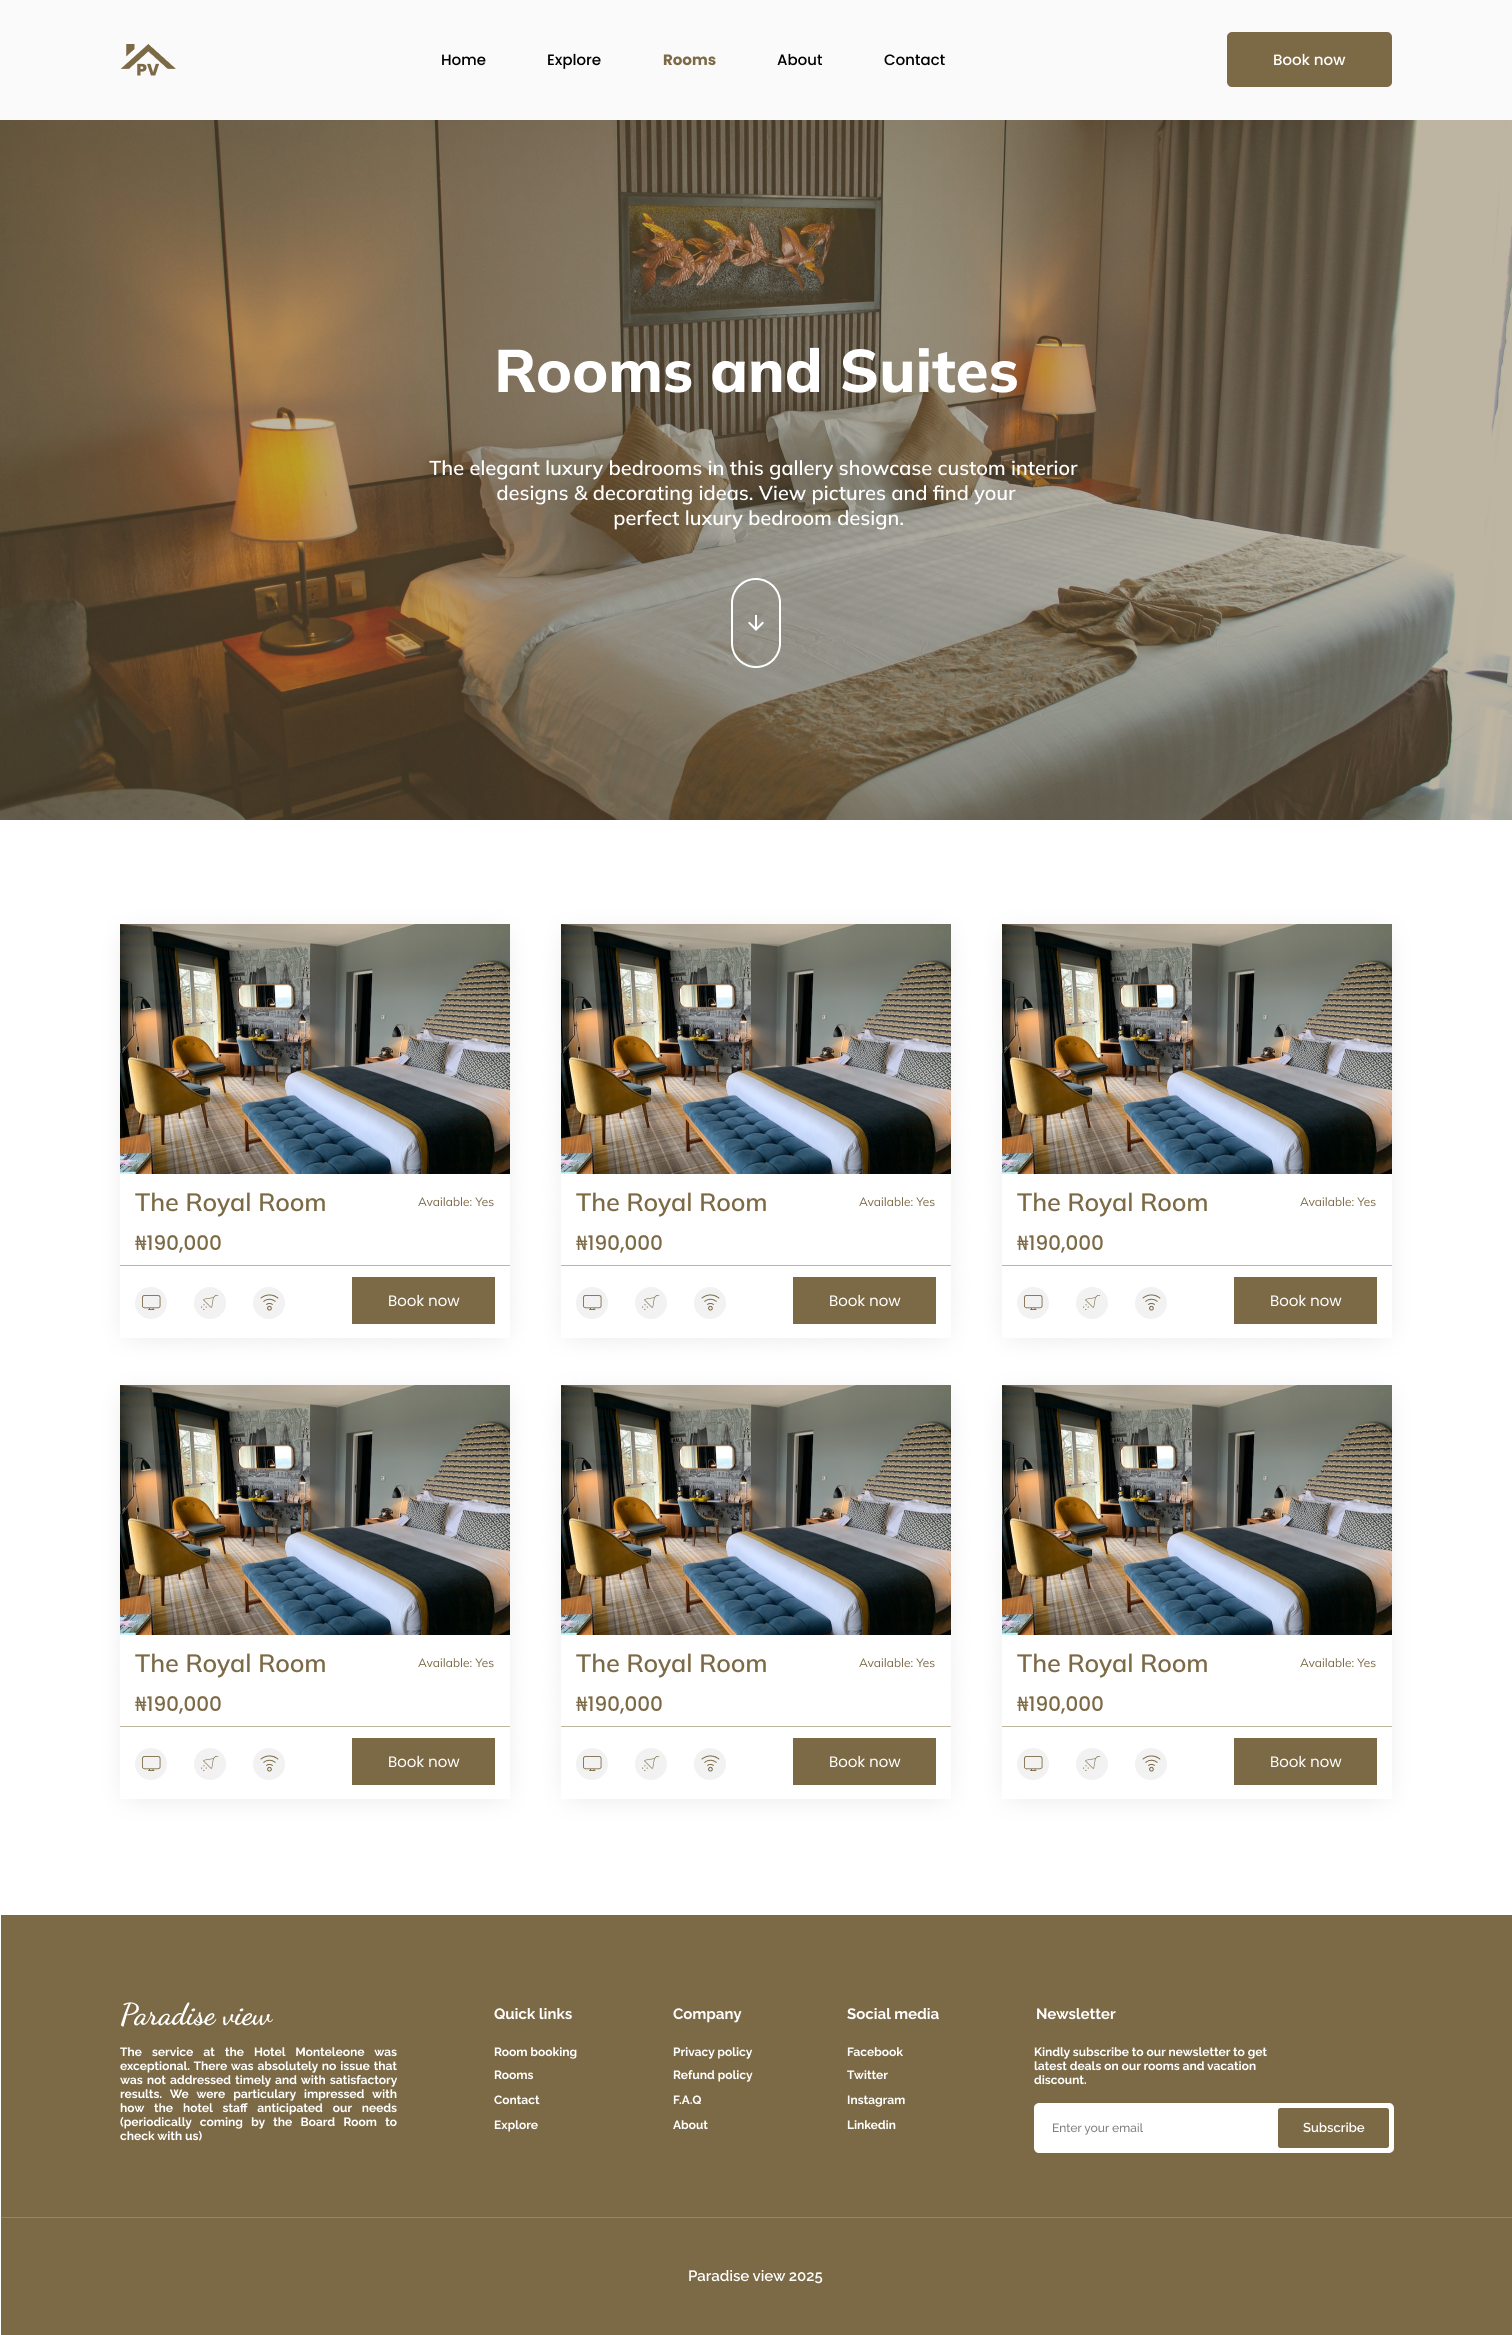 PV
Home
Explore
Rooms
About
Contact
Book now
Rooms and Suites
The elegant luxury bedrooms in this gallery showcase custom interior
designs & decorating ideas. View pictures and find your
perfect luxury bedroom design.
The Royal Room
Available: Yes
₦190,000
Book now
The Royal Room
Available: Yes
₦190,000
Book now
The Royal Room
Available: Yes
₦190,000
Book now
The Royal Room
Available: Yes
₦190,000
Book now
The Royal Room
Available: Yes
₦190,000
Book now
The Royal Room
Available: Yes
₦190,000
Book now
Paradise view
The service at the Hotel Monteleone was
exceptional. There was absolutely no issue that
was not addressed timely and with satisfactory
results. We were particulary impressed with
how the hotel staff anticipated our needs
(periodically coming by the Board Room to
check with us)
Quick links
Room booking
Rooms
Contact
Explore
Company
Privacy policy
Refund policy
F.A.Q
About
Social media
Facebook
Twitter
Instagram
Linkedin
Newsletter
Kindly subscribe to our newsletter to get
latest deals on our rooms and vacation
discount.
Enter your email
Subscribe
Paradise view 2025